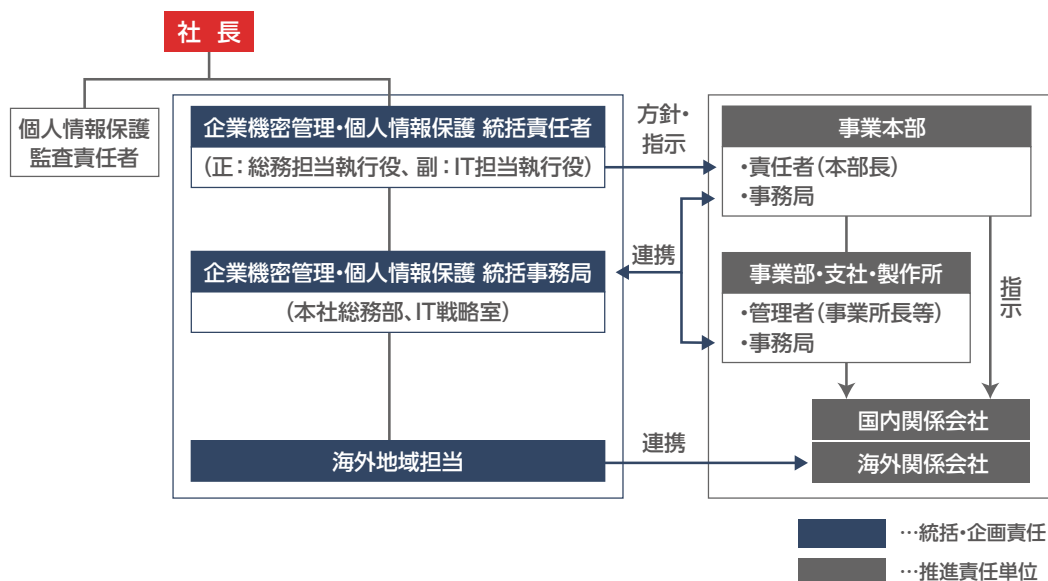 社 長
個人情報保護
監査責任者
企業機密管理・個人情報保護 統括責任者
(正：総務担当執行役、副：IT担当執行役)
方針・
指示
事業本部
・責任者(本部長)
・事務局
連携
企業機密管理・個人情報保護 統括事務局
(本社総務部、IT戦略室)
事業部・支社・製作所
・管理者(事業所長等)
・事務局
指示
国内関係会社
海外地域担当
連携
海外関係会社
…統括・企画責任
…推進責任単位